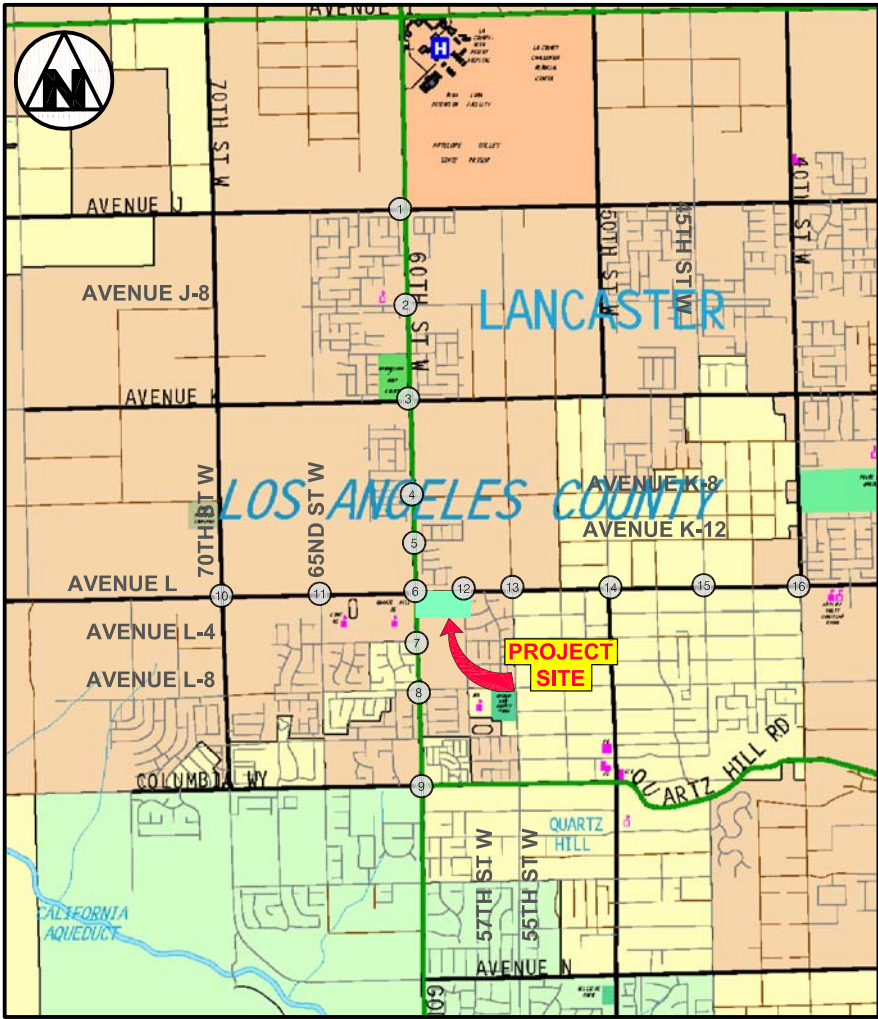 AVENUE I
N
H
70TH ST W
40TH ST W
AVENUE J
1
50TH ST W
45TH ST W
60TH ST W
AVENUE J-8
2
LANCASTER
AVENUE K
3
70TH ST W
65ND ST W
LOS ANGELES COUNTY
4
AVENUE K-8
5
AVENUE K-12
AVENUE L
10
11
6
12
13
14
15
16
AVENUE L-4
7
PROJECT
SITE
AVENUE L-8
8
COLUMBIA WY
9
QUARTZ HILL RD
QUARTZ
HILL
57TH ST W
55TH ST W
CALIFORNIA
AQUEDUCT
AVENUE N
60